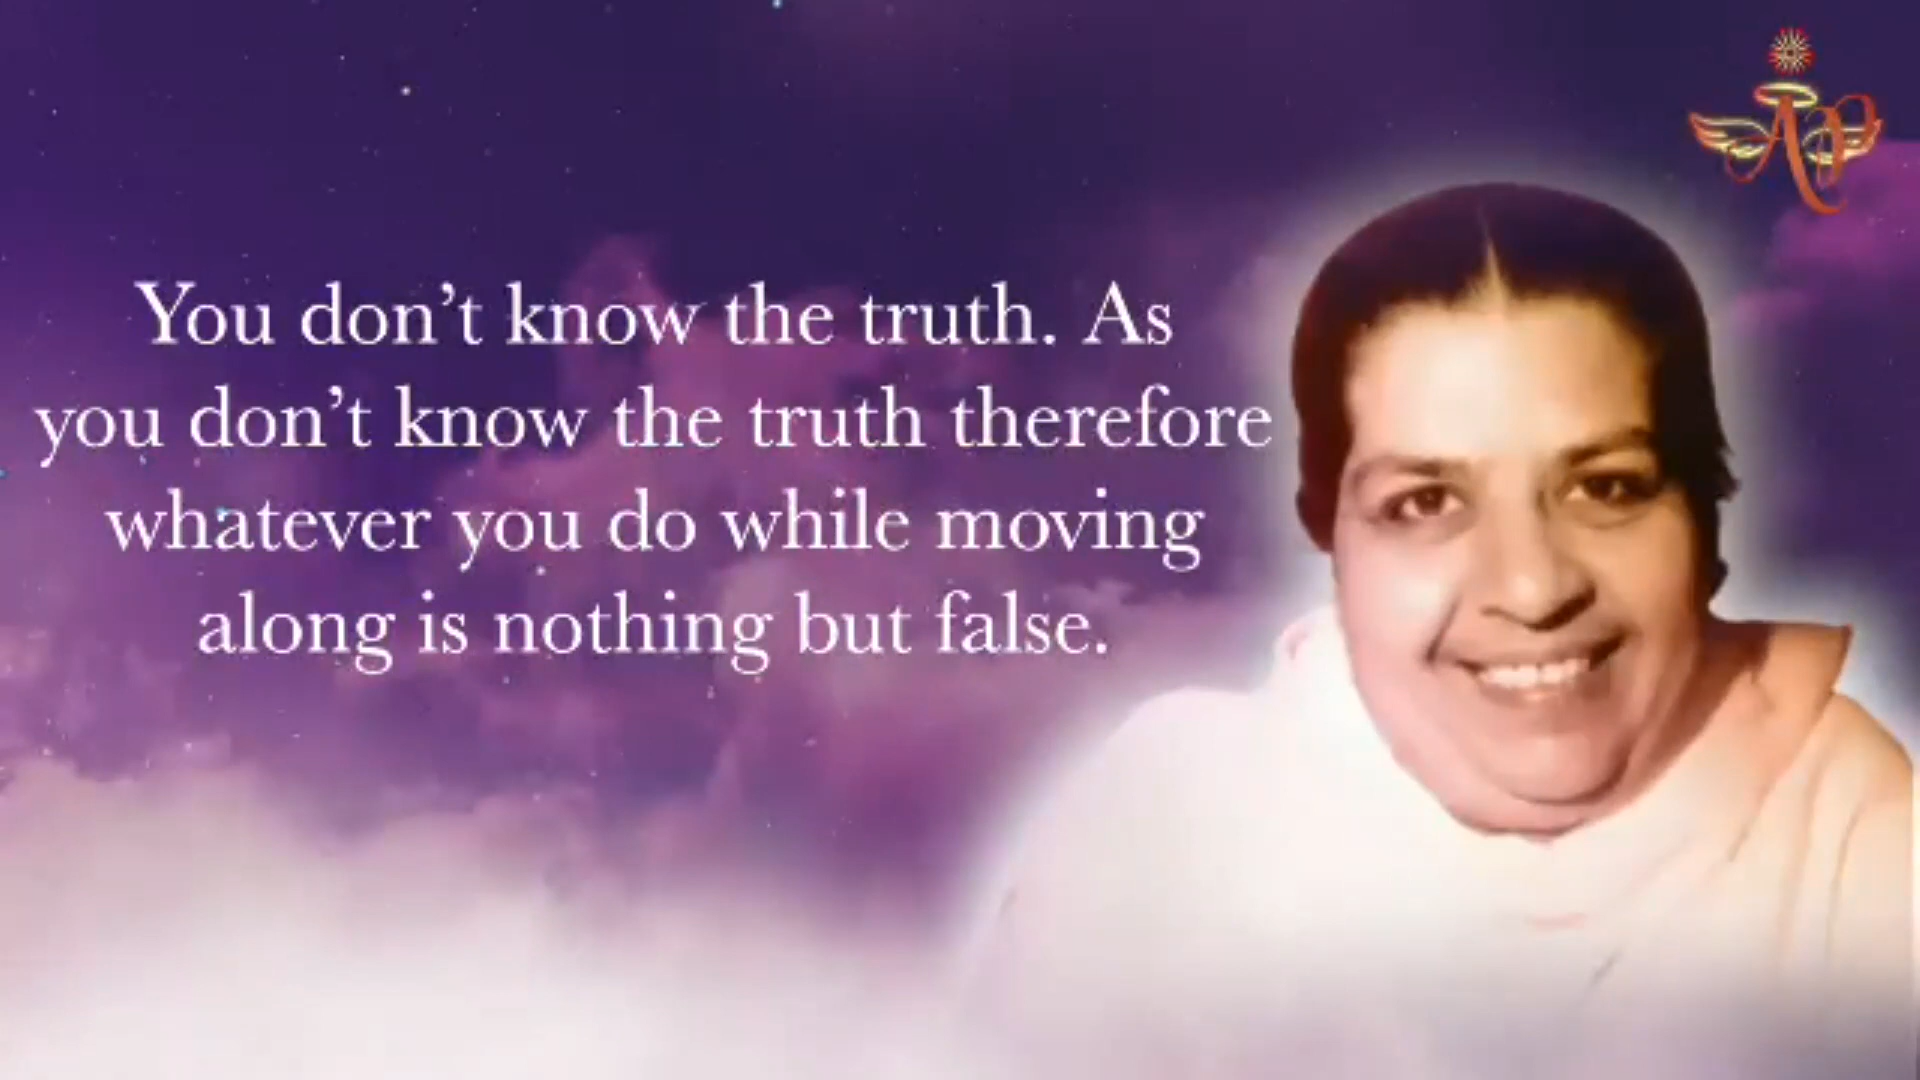 You don’t know the truth. As
you don’t know the truth therefore
whatever you do while moving
along is nothing but false.
AP